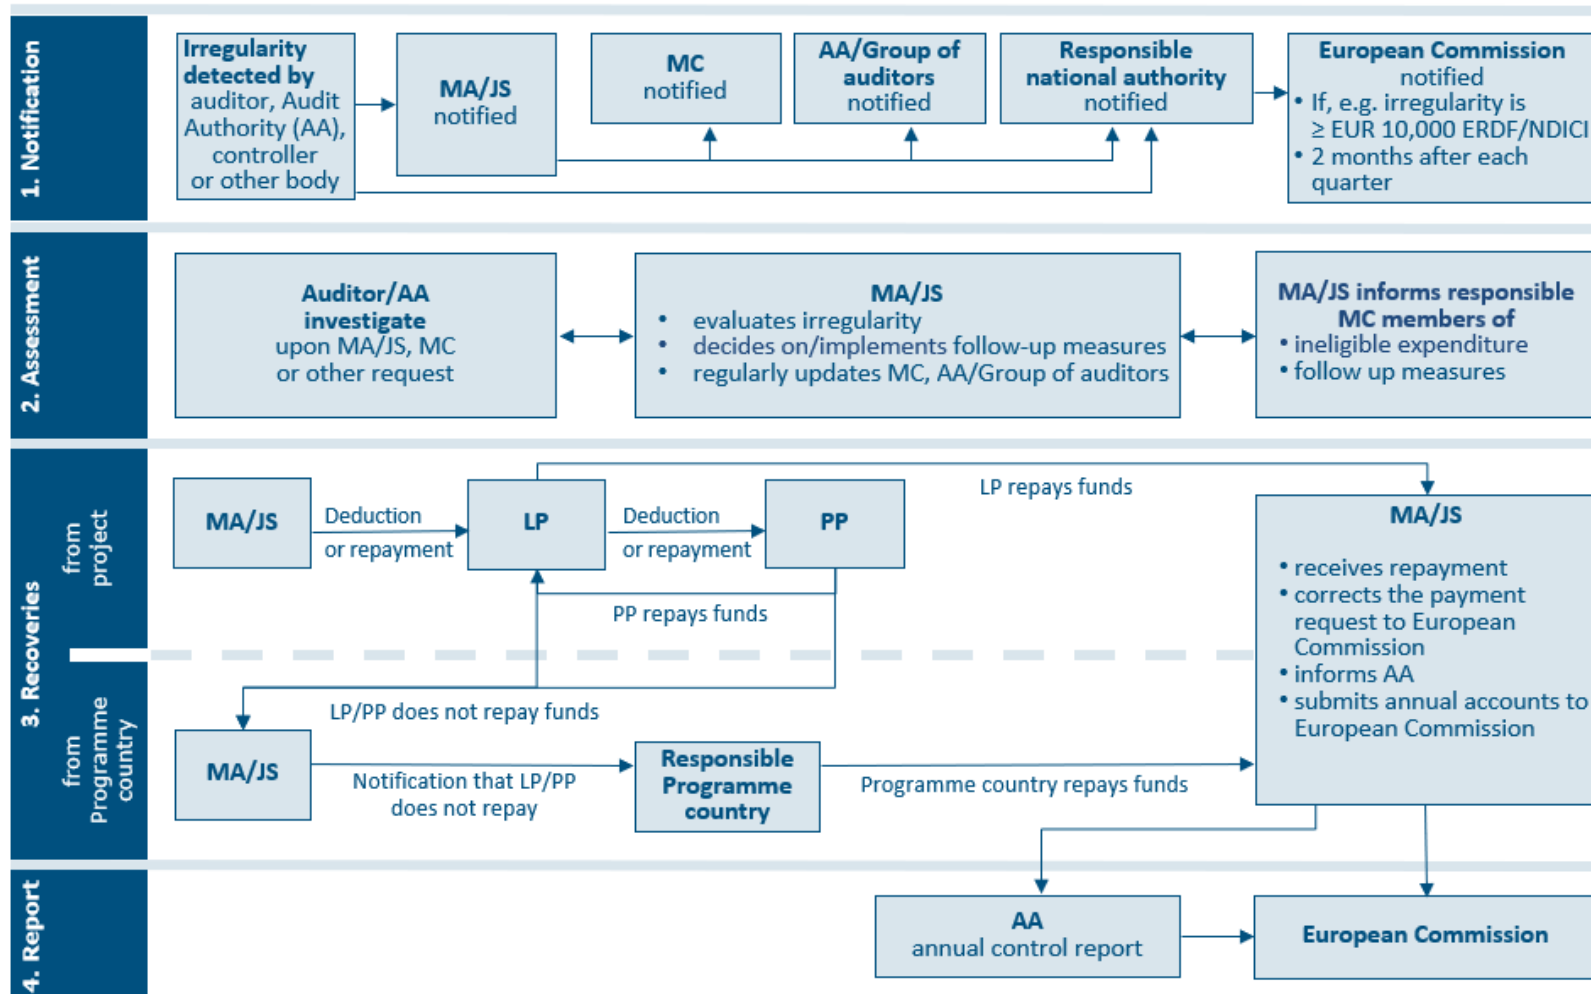 1. Notification
Irregularity
detected by
auditor, Audit
Authority (AA),
controller
or other body
MA/JS
notified
MC
notified
AA/Group of
auditors
notified
Responsible
national authority
notified
European Commission
notified
• If, e.g. irregularity is
≥ EUR 10,000 ERDF/NDICI
• 2 months after each
quarter
2. Assessment
Auditor/AA
investigate
upon MA/JS, MC
or other request
MA/JS
• evaluates irregularity
• decides on/implements follow-up measures
• regularly updates MC, AA/Group of auditors
MA/JS informs responsible
MC members of
• ineligible expenditure
• follow up measures
3. Recoveries
from
project
MA/JS
Deduction
or repayment
LP
Deduction
or repayment
PP
LP repays funds
PP repays funds
MA/JS
• receives repayment
• corrects the payment
request to European
Commission
• informs AA
• submits annual accounts to
European Commission
from
Programme
country
LP/PP does not repay funds
MA/JS
Notification that LP/PP
does not repay
Responsible
Programme
country
Programme country repays funds
4. Report
AA
annual control report
European Commission